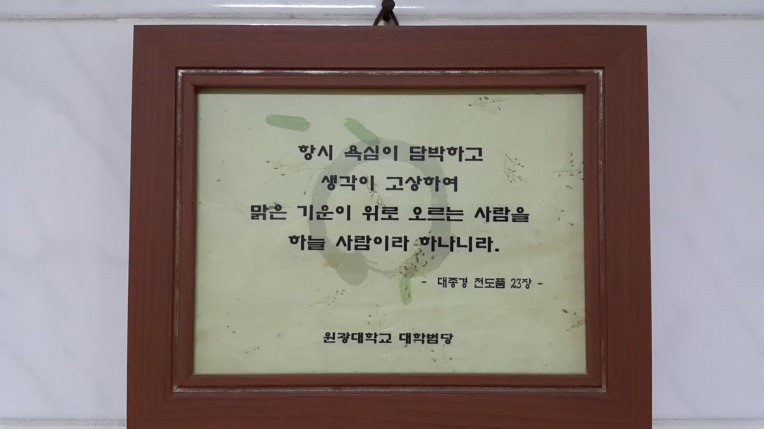 항시 욕심이 담박하고
생각이 고상하여
맑은 기운이 위로 오르는 사람을
하늘 사람이라 하나니라.
- 대종경 천도품 23장 -
원광대학교 대학법당